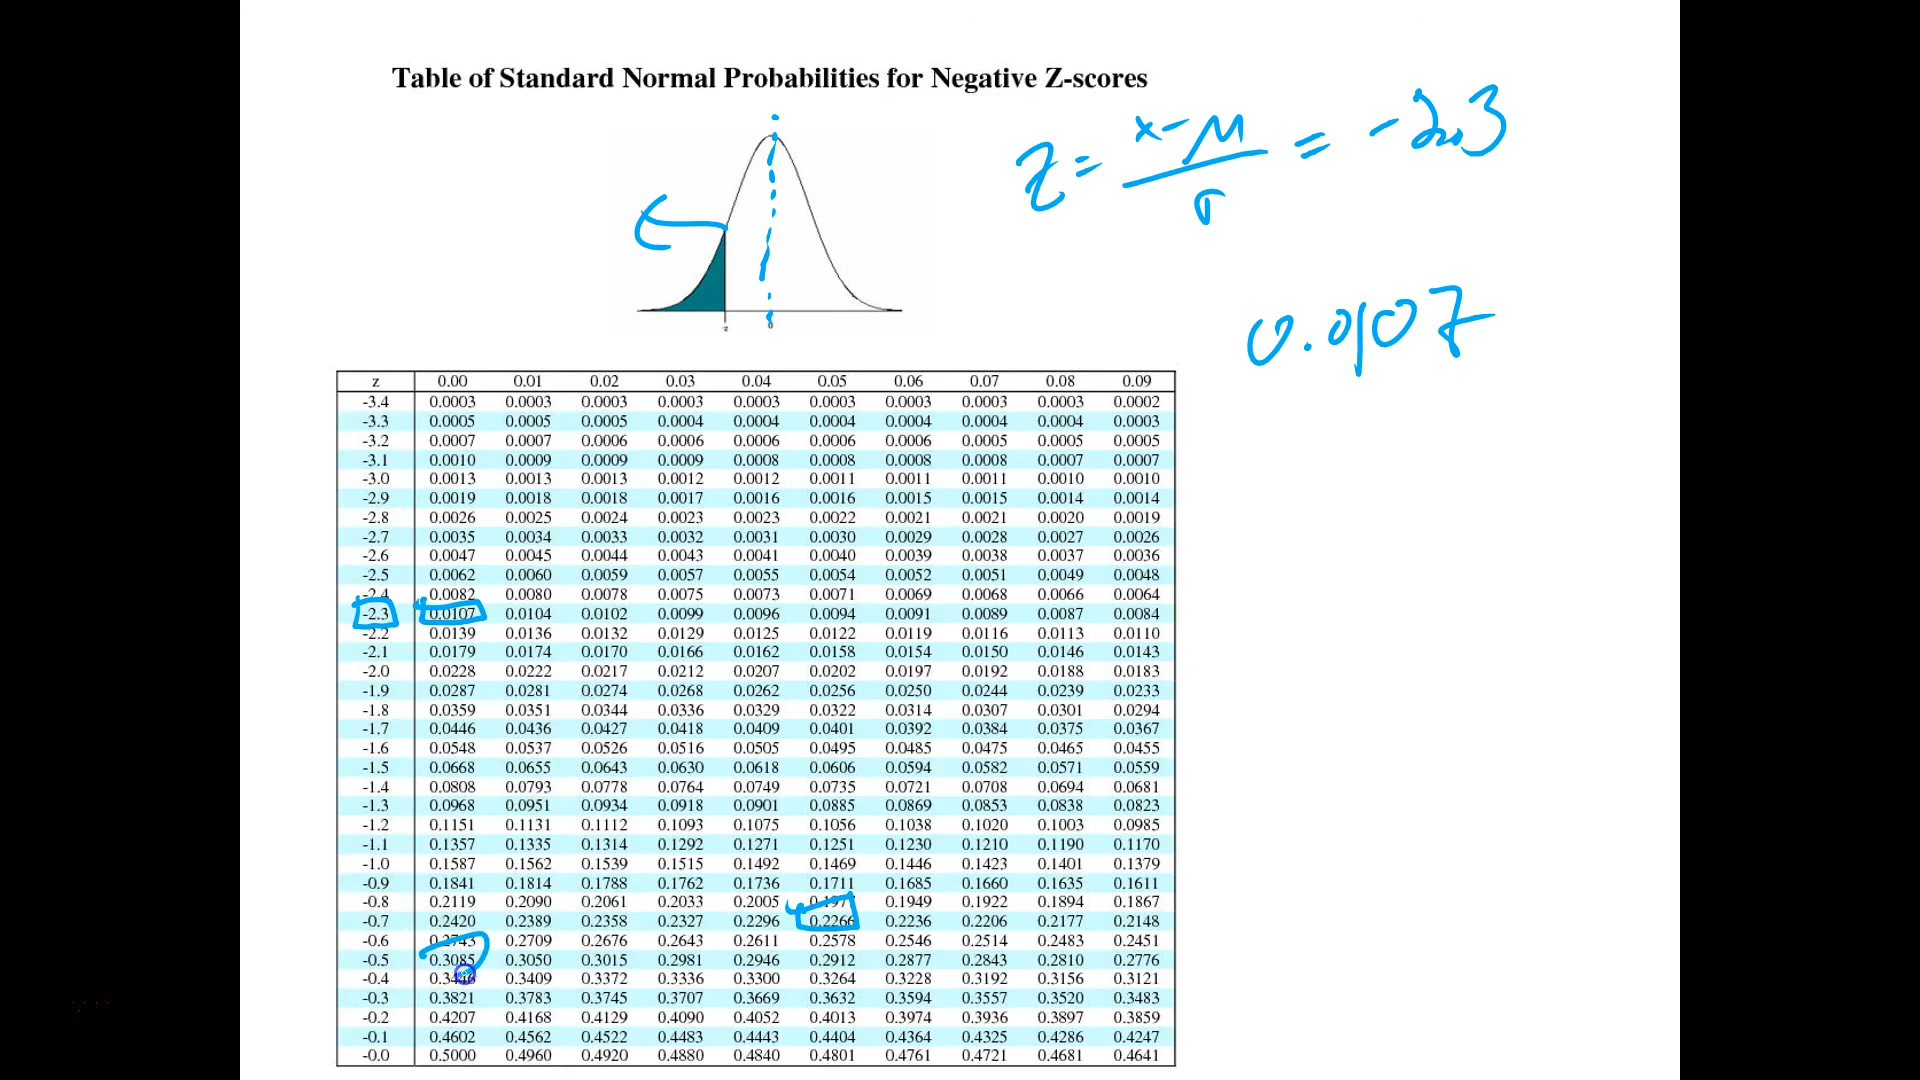 Table of Standard Normal Probabilities for Negative Z-scores
z = x-μ / σ = -2.3
0.0107
-z 0
z 0.00 0.01 0.02 0.03 0.04 0.05 0.06 0.07 0.08 0.09
-3.4 0.0003 0.0003 0.0003 0.0003 0.0003 0.0003 0.0003 0.0003 0.0003 0.0002
-3.3 0.0005 0.0005 0.0005 0.0004 0.0004 0.0004 0.0004 0.0004 0.0004 0.0003
-3.2 0.0007 0.0007 0.0006 0.0006 0.0006 0.0006 0.0006 0.0005 0.0005 0.0005
-3.1 0.0010 0.0009 0.0009 0.0009 0.0008 0.0008 0.0008 0.0008 0.0007 0.0007
-3.0 0.0013 0.0013 0.0013 0.0012 0.0012 0.0011 0.0011 0.0011 0.0010 0.0010
-2.9 0.0019 0.0018 0.0018 0.0017 0.0016 0.0016 0.0015 0.0015 0.0014 0.0014
-2.8 0.0026 0.0025 0.0024 0.0023 0.0023 0.0022 0.0021 0.0021 0.0020 0.0019
-2.7 0.0035 0.0034 0.0033 0.0032 0.0031 0.0030 0.0029 0.0028 0.0027 0.0026
-2.6 0.0047 0.0045 0.0044 0.0043 0.0041 0.0040 0.0039 0.0038 0.0037 0.0036
-2.5 0.0062 0.0060 0.0059 0.0057 0.0055 0.0054 0.0052 0.0051 0.0049 0.0048
-2.4 0.0082 0.0080 0.0078 0.0075 0.0073 0.0071 0.0069 0.0068 0.0066 0.0064
-2.3 0.0107 0.0104 0.0102 0.0099 0.0096 0.0094 0.0091 0.0089 0.0087 0.0084
-2.2 0.0139 0.0136 0.0132 0.0129 0.0125 0.0122 0.0119 0.0116 0.0113 0.0110
-2.1 0.0179 0.0174 0.0170 0.0166 0.0162 0.0158 0.0154 0.0150 0.0146 0.0143
-2.0 0.0228 0.0222 0.0217 0.0212 0.0207 0.0202 0.0197 0.0192 0.0188 0.0183
-1.9 0.0287 0.0281 0.0274 0.0268 0.0262 0.0256 0.0250 0.0244 0.0239 0.0233
-1.8 0.0359 0.0351 0.0344 0.0336 0.0329 0.0322 0.0314 0.0307 0.0301 0.0294
-1.7 0.0446 0.0436 0.0427 0.0418 0.0409 0.0401 0.0392 0.0384 0.0375 0.0367
-1.6 0.0548 0.0537 0.0526 0.0516 0.0505 0.0495 0.0485 0.0475 0.0465 0.0455
-1.5 0.0668 0.0655 0.0643 0.0630 0.0618 0.0606 0.0594 0.0582 0.0571 0.0559
-1.4 0.0808 0.0793 0.0778 0.0764 0.0749 0.0735 0.0721 0.0708 0.0694 0.0681
-1.3 0.0968 0.0951 0.0934 0.0918 0.0901 0.0885 0.0869 0.0853 0.0838 0.0823
-1.2 0.1151 0.1131 0.1112 0.1093 0.1075 0.1056 0.1038 0.1020 0.1003 0.0985
-1.1 0.1357 0.1335 0.1314 0.1292 0.1271 0.1251 0.1230 0.1210 0.1190 0.1170
-1.0 0.1587 0.1562 0.1539 0.1515 0.1492 0.1469 0.1446 0.1423 0.1401 0.1379
-0.9 0.1841 0.1814 0.1788 0.1762 0.1736 0.1711 0.1685 0.1660 0.1635 0.1611
-0.8 0.2119 0.2090 0.2061 0.2033 0.2005 0.1949 0.1922 0.1894 0.1867
-0.7 0.2420 0.2389 0.2358 0.2327 0.2296 0.2266 0.2236 0.2206 0.2177 0.2148
-0.6 0.2743 0.2709 0.2676 0.2643 0.2611 0.2578 0.2546 0.2514 0.2483 0.2451
-0.5 0.3085 0.3050 0.3015 0.2981 0.2946 0.2912 0.2877 0.2843 0.2810 0.2776
-0.4 0.3409 0.3372 0.3336 0.3300 0.3264 0.3228 0.3192 0.3156 0.3121
-0.3 0.3821 0.3783 0.3745 0.3707 0.3669 0.3632 0.3594 0.3557 0.3520 0.3483
-0.2 0.4207 0.4168 0.4129 0.4090 0.4052 0.4013 0.3974 0.3936 0.3897 0.3859
-0.1 0.4602 0.4562 0.4522 0.4483 0.4443 0.4404 0.4364 0.4325 0.4286 0.4247
-0.0 0.5000 0.4960 0.4920 0.4880 0.4840 0.4801 0.4761 0.4721 0.4681 0.4641